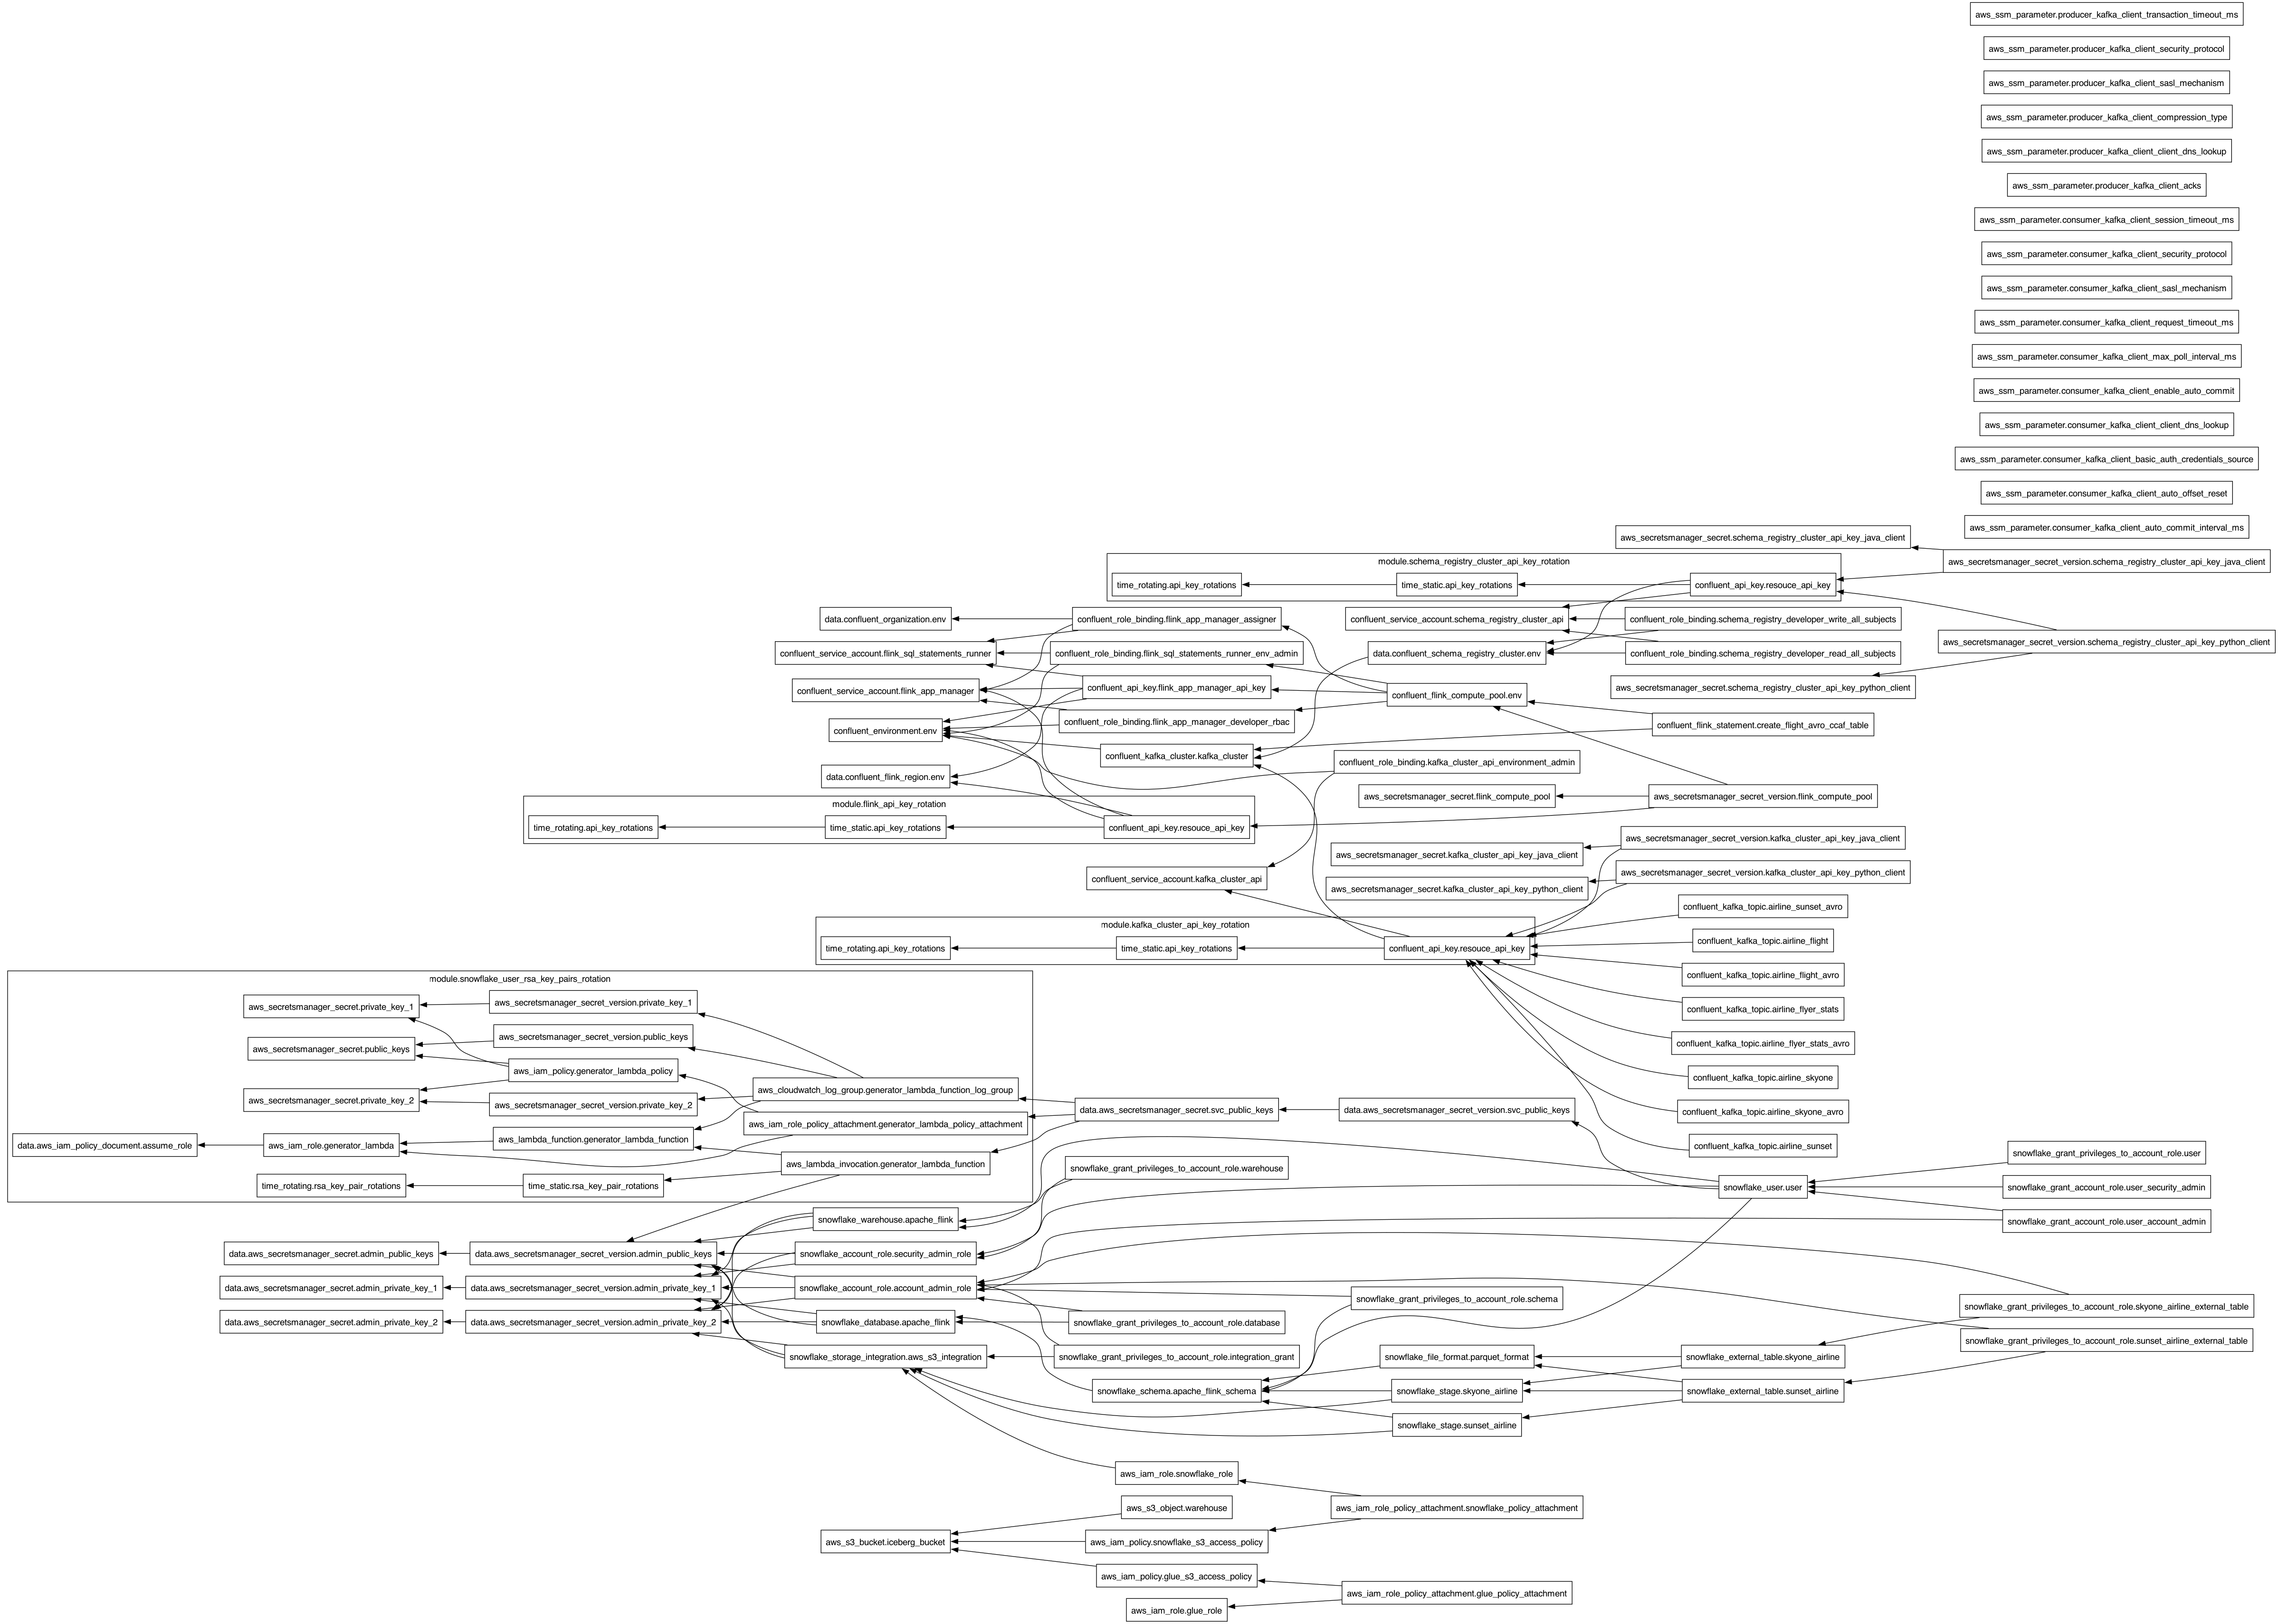 aws_ssm_parameter.producer_kafka_client_transaction_timeout_ms
aws_ssm_parameter.producer_kafka_client_security_protocol
aws_ssm_parameter.producer_kafka_client_sasl_mechanism
aws_ssm_parameter.producer_kafka_client_compression_type
aws_ssm_parameter.producer_kafka_client_client_dns_lookup
aws_ssm_parameter.producer_kafka_client_acks
aws_ssm_parameter.consumer_kafka_client_session_timeout_ms
aws_ssm_parameter.consumer_kafka_client_security_protocol
aws_ssm_parameter.consumer_kafka_client_sasl_mechanism
aws_ssm_parameter.consumer_kafka_client_request_timeout_ms
aws_ssm_parameter.consumer_kafka_client_max_poll_interval_ms
aws_ssm_parameter.consumer_kafka_client_enable_auto_commit
aws_ssm_parameter.consumer_kafka_client_client_dns_lookup
aws_ssm_parameter.consumer_kafka_client_basic_auth_credentials_source
aws_ssm_parameter.consumer_kafka_client_auto_offset_reset
aws_ssm_parameter.consumer_kafka_client_auto_commit_interval_ms
aws_secretsmanager_secret.schema_registry_cluster_api_key_java_client
aws_secretsmanager_secret_version.schema_registry_cluster_api_key_java_client
module.schema_registry_cluster_api_key_rotation
time_rotating.api_key_rotations
time_static.api_key_rotations
confluent_api_key.resouce_api_key
data.confluent_organization.env
confluent_role_binding.flink_app_manager_assigner
confluent_service_account.schema_registry_cluster_api
confluent_role_binding.schema_registry_developer_write_all_subjects
aws_secretsmanager_secret_version.schema_registry_cluster_api_key_python_client
confluent_service_account.flink_sql_statements_runner
confluent_role_binding.flink_sql_statements_runner_env_admin
data.confluent_schema_registry_cluster.env
confluent_role_binding.schema_registry_developer_read_all_subjects
confluent_service_account.flink_app_manager
confluent_api_key.flink_app_manager_api_key
confluent_flink_compute_pool.env
aws_secretsmanager_secret.schema_registry_cluster_api_key_python_client
confluent_environment.env
confluent_role_binding.flink_app_manager_developer_rbac
confluent_flink_statement.create_flight_avro_ccaf_table
confluent_kafka_cluster.kafka_cluster
confluent_role_binding.kafka_cluster_api_environment_admin
data.confluent_flink_region.env
aws_secretsmanager_secret.flink_compute_pool
aws_secretsmanager_secret_version.flink_compute_pool
module.flink_api_key_rotation
time_rotating.api_key_rotations
time_static.api_key_rotations
confluent_api_key.resouce_api_key
aws_secretsmanager_secret_version.kafka_cluster_api_key_java_client
aws_secretsmanager_secret.kafka_cluster_api_key_java_client
aws_secretsmanager_secret_version.kafka_cluster_api_key_python_client
confluent_service_account.kafka_cluster_api
aws_secretsmanager_secret.kafka_cluster_api_key_python_client
confluent_kafka_topic.airline_sunset_avro
module.kafka_cluster_api_key_rotation
time_rotating.api_key_rotations
time_static.api_key_rotations
confluent_api_key.resouce_api_key
confluent_kafka_topic.airline_flight
confluent_kafka_topic.airline_flight_avro
confluent_kafka_topic.airline_flyer_stats
confluent_kafka_topic.airline_flyer_stats_avro
confluent_kafka_topic.airline_skyone
confluent_kafka_topic.airline_skyone_avro
confluent_kafka_topic.airline_sunset
module.snowflake_user_rsa_key_pairs_rotation
aws_secretsmanager_secret.private_key_1
aws_secretsmanager_secret_version.private_key_1
aws_secretsmanager_secret.public_keys
aws_secretsmanager_secret_version.public_keys
aws_iam_policy.generator_lambda_policy
aws_secretsmanager_secret.private_key_2
aws_secretsmanager_secret_version.private_key_2
aws_cloudwatch_log_group.generator_lambda_function_log_group
aws_iam_role_policy_attachment.generator_lambda_policy_attachment
data.aws_iam_policy_document.assume_role
aws_iam_role.generator_lambda
aws_lambda_function.generator_lambda_function
aws_lambda_invocation.generator_lambda_function
time_rotating.rsa_key_pair_rotations
time_static.rsa_key_pair_rotations
data.aws_secretsmanager_secret.svc_public_keys
data.aws_secretsmanager_secret_version.svc_public_keys
snowflake_grant_privileges_to_account_role.warehouse
snowflake_user.user
snowflake_grant_privileges_to_account_role.user
snowflake_grant_account_role.user_security_admin
snowflake_grant_account_role.user_account_admin
snowflake_warehouse.apache_flink
data.aws_secretsmanager_secret.admin_public_keys
data.aws_secretsmanager_secret_version.admin_public_keys
snowflake_account_role.security_admin_role
data.aws_secretsmanager_secret.admin_private_key_1
data.aws_secretsmanager_secret_version.admin_private_key_1
snowflake_account_role.account_admin_role
snowflake_grant_privileges_to_account_role.schema
snowflake_grant_privileges_to_account_role.skyone_airline_external_table
data.aws_secretsmanager_secret.admin_private_key_2
data.aws_secretsmanager_secret_version.admin_private_key_2
snowflake_database.apache_flink
snowflake_grant_privileges_to_account_role.database
snowflake_grant_privileges_to_account_role.sunset_airline_external_table
snowflake_storage_integration.aws_s3_integration
snowflake_grant_privileges_to_account_role.integration_grant
snowflake_file_format.parquet_format
snowflake_external_table.skyone_airline
snowflake_schema.apache_flink_schema
snowflake_stage.skyone_airline
snowflake_external_table.sunset_airline
snowflake_stage.sunset_airline
aws_iam_role.snowflake_role
aws_s3_object.warehouse
aws_iam_role_policy_attachment.snowflake_policy_attachment
aws_s3_bucket.iceberg_bucket
aws_iam_policy.snowflake_s3_access_policy
aws_iam_policy.glue_s3_access_policy
aws_iam_role_policy_attachment.glue_policy_attachment
aws_iam_role.glue_role